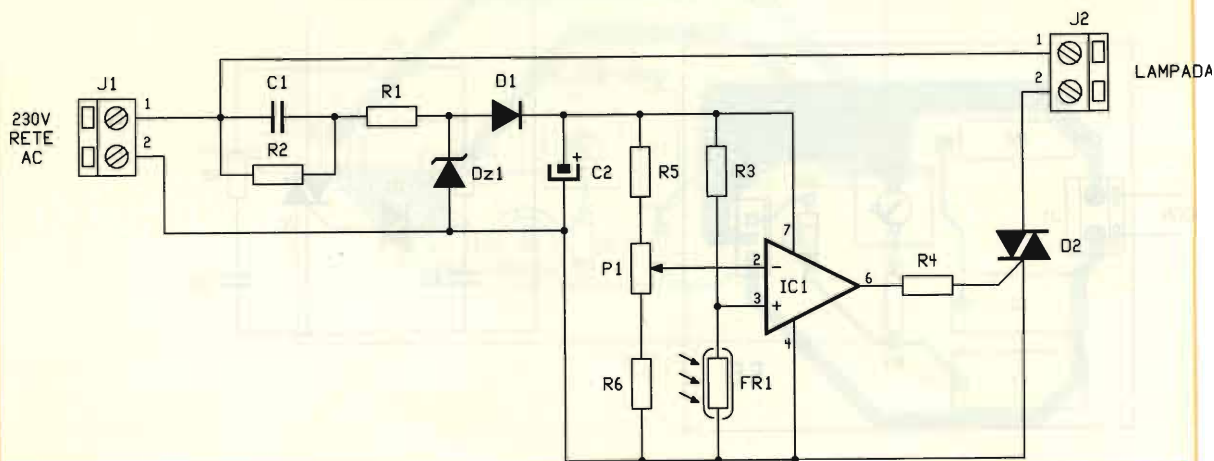 J2
1
2
LAMPADA
J1
1
2
230V
RETE
AC
C1
R2
R1
D1
Dz1
+
C2
R5
R3
P1
7
2
-
IC1
3
+
4
6
R4
D2
R6
FR1